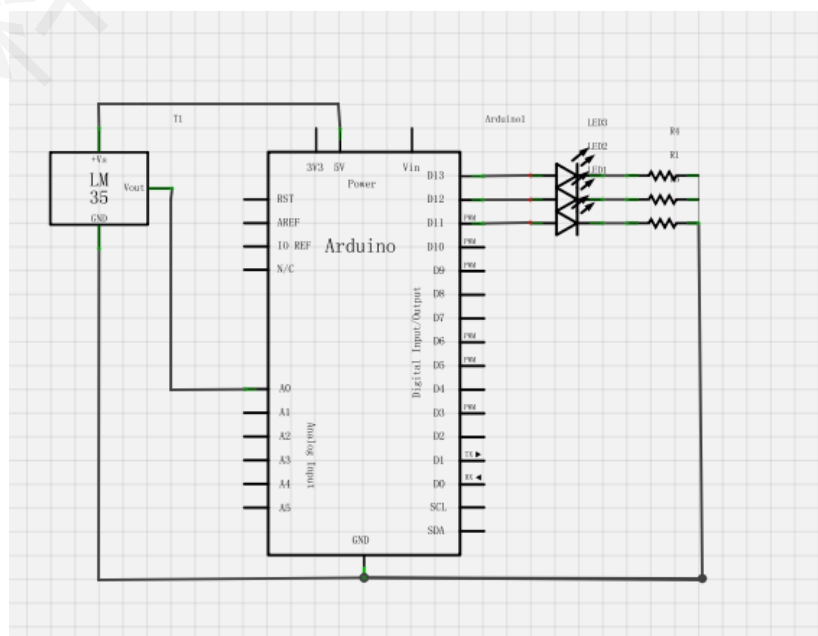 T1
Arduino1
LED3
R4
LED2
R1
LED1
+Vs
LM
35
Vout
GND
3V3
5V
Vin
Power
RST
AREF
IO REF
N/C
Arduino
A0
A1
A2
A3
A4
A5
Analog Input
Digital Input/Output
D13
D12
D11
PWM
D10
PWM
D9
PWM
D8
D7
D6
PWM
D5
PWM
D4
D3
PWM
D2
D1
TX
D0
RX
SCL
SDA
GND